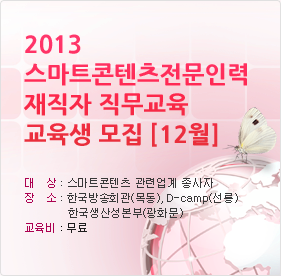 2013
스마트콘텐츠전문인력
재직자 직무교육
교육생 모집 [12월]
대 상 : 스마트콘텐츠 관련업계 종사자
장 소 : 한국방송회관(목동), D-camp(선릉)
한국생산성본부(광화문)
교육비 : 무료